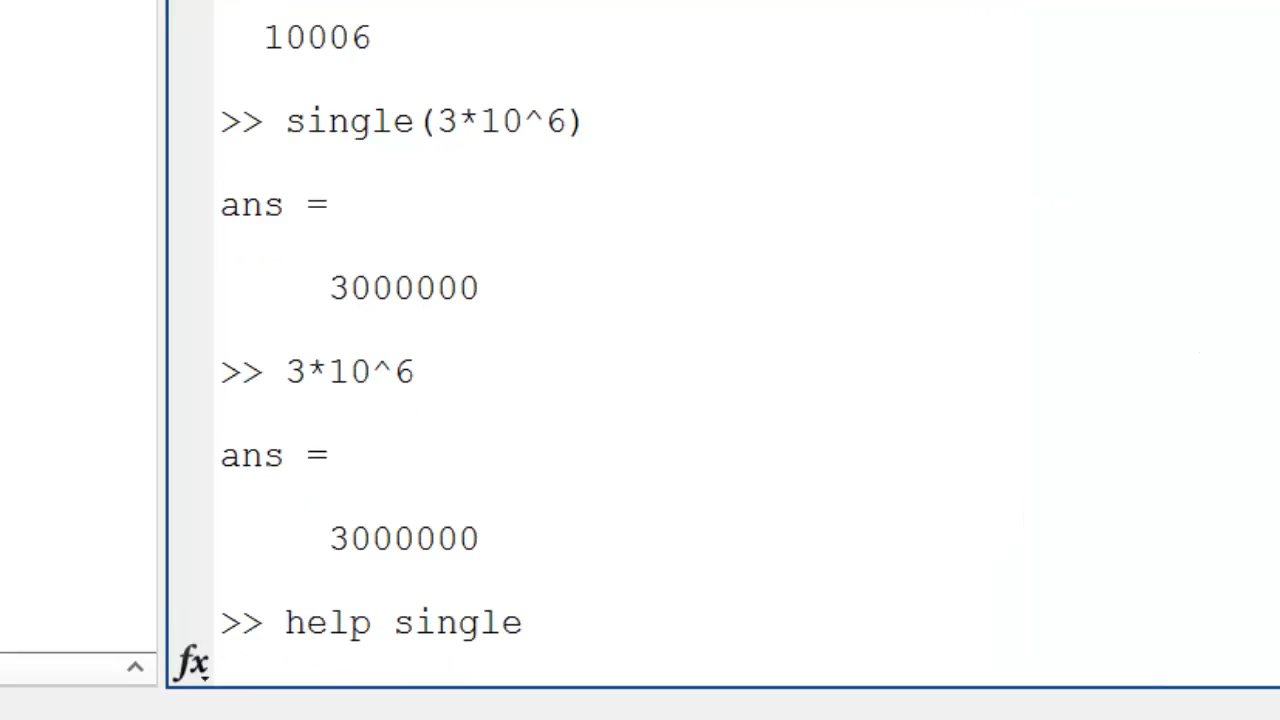 10006
>> single(3*10^6)
ans =
3000000
>> 3*10^6
ans =
3000000
>> help single
fx